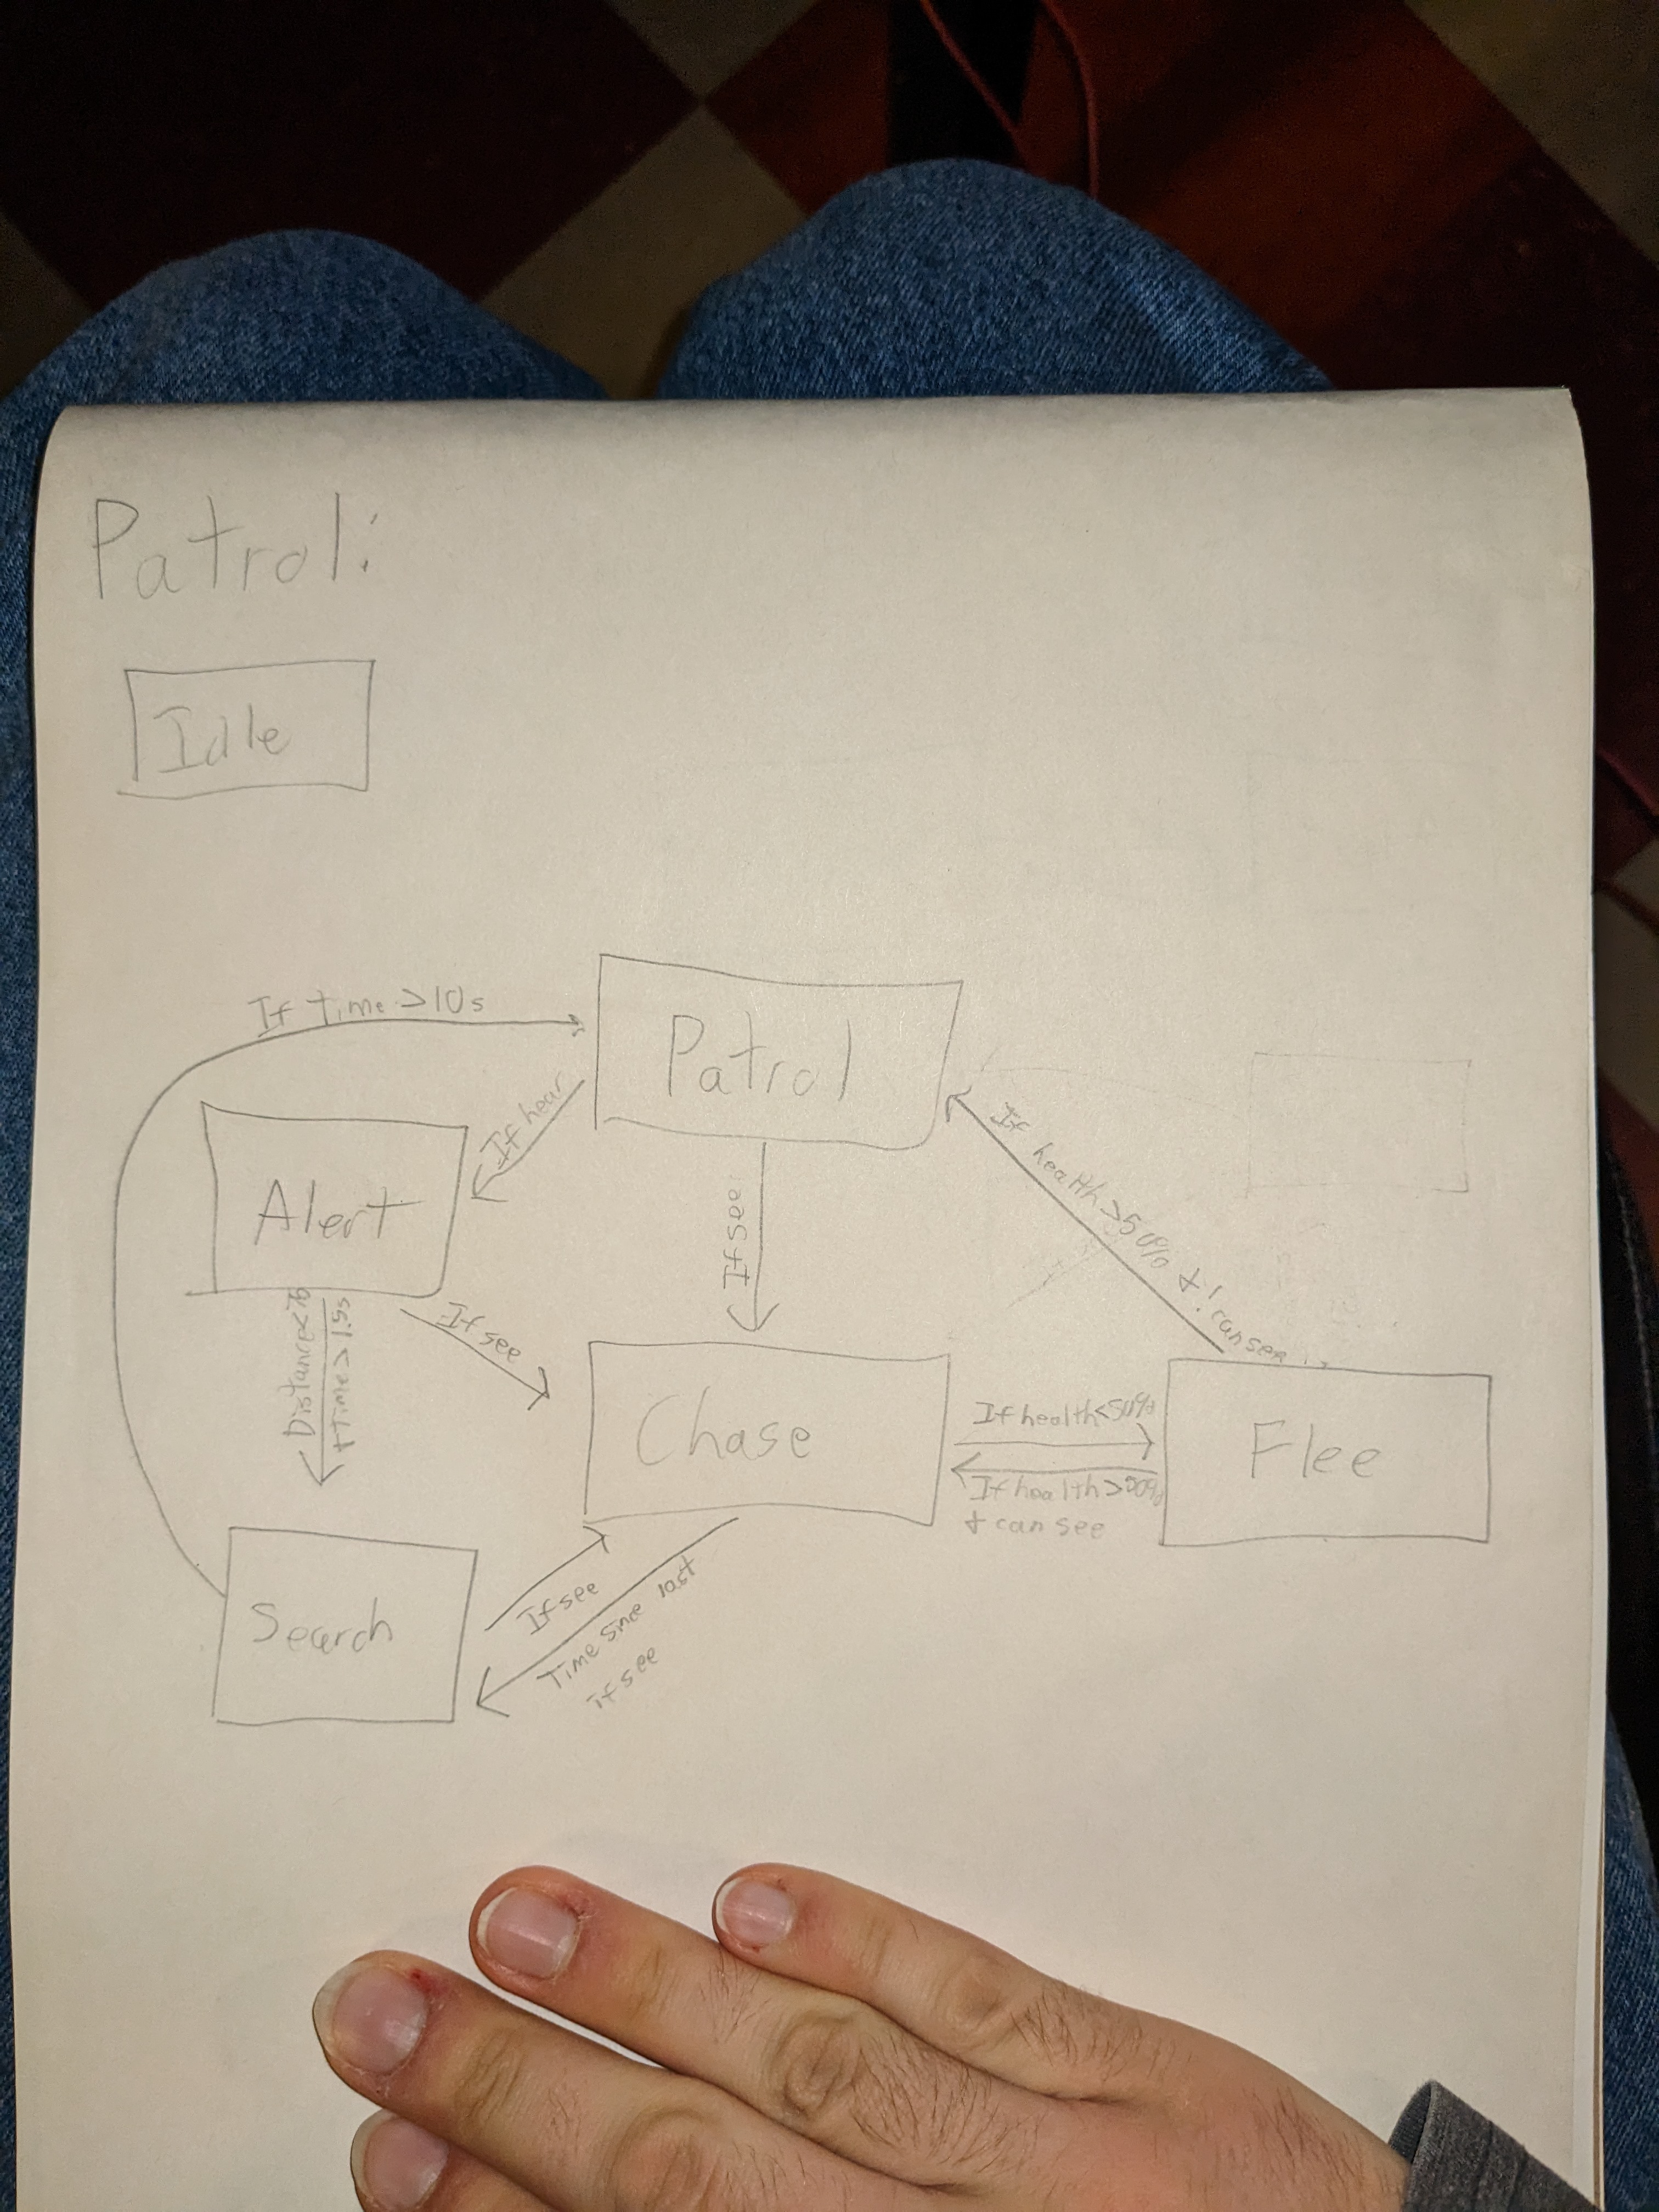 Patrol:
Idle
If time >10s
Patrol
If hear
Alert
If see
If health >50% + ! can see
Distance<
+time> 1.5s
If see
Chase
If health<50%
If health>50%
+ can see
Flee
Search
If see
Time since last
if see